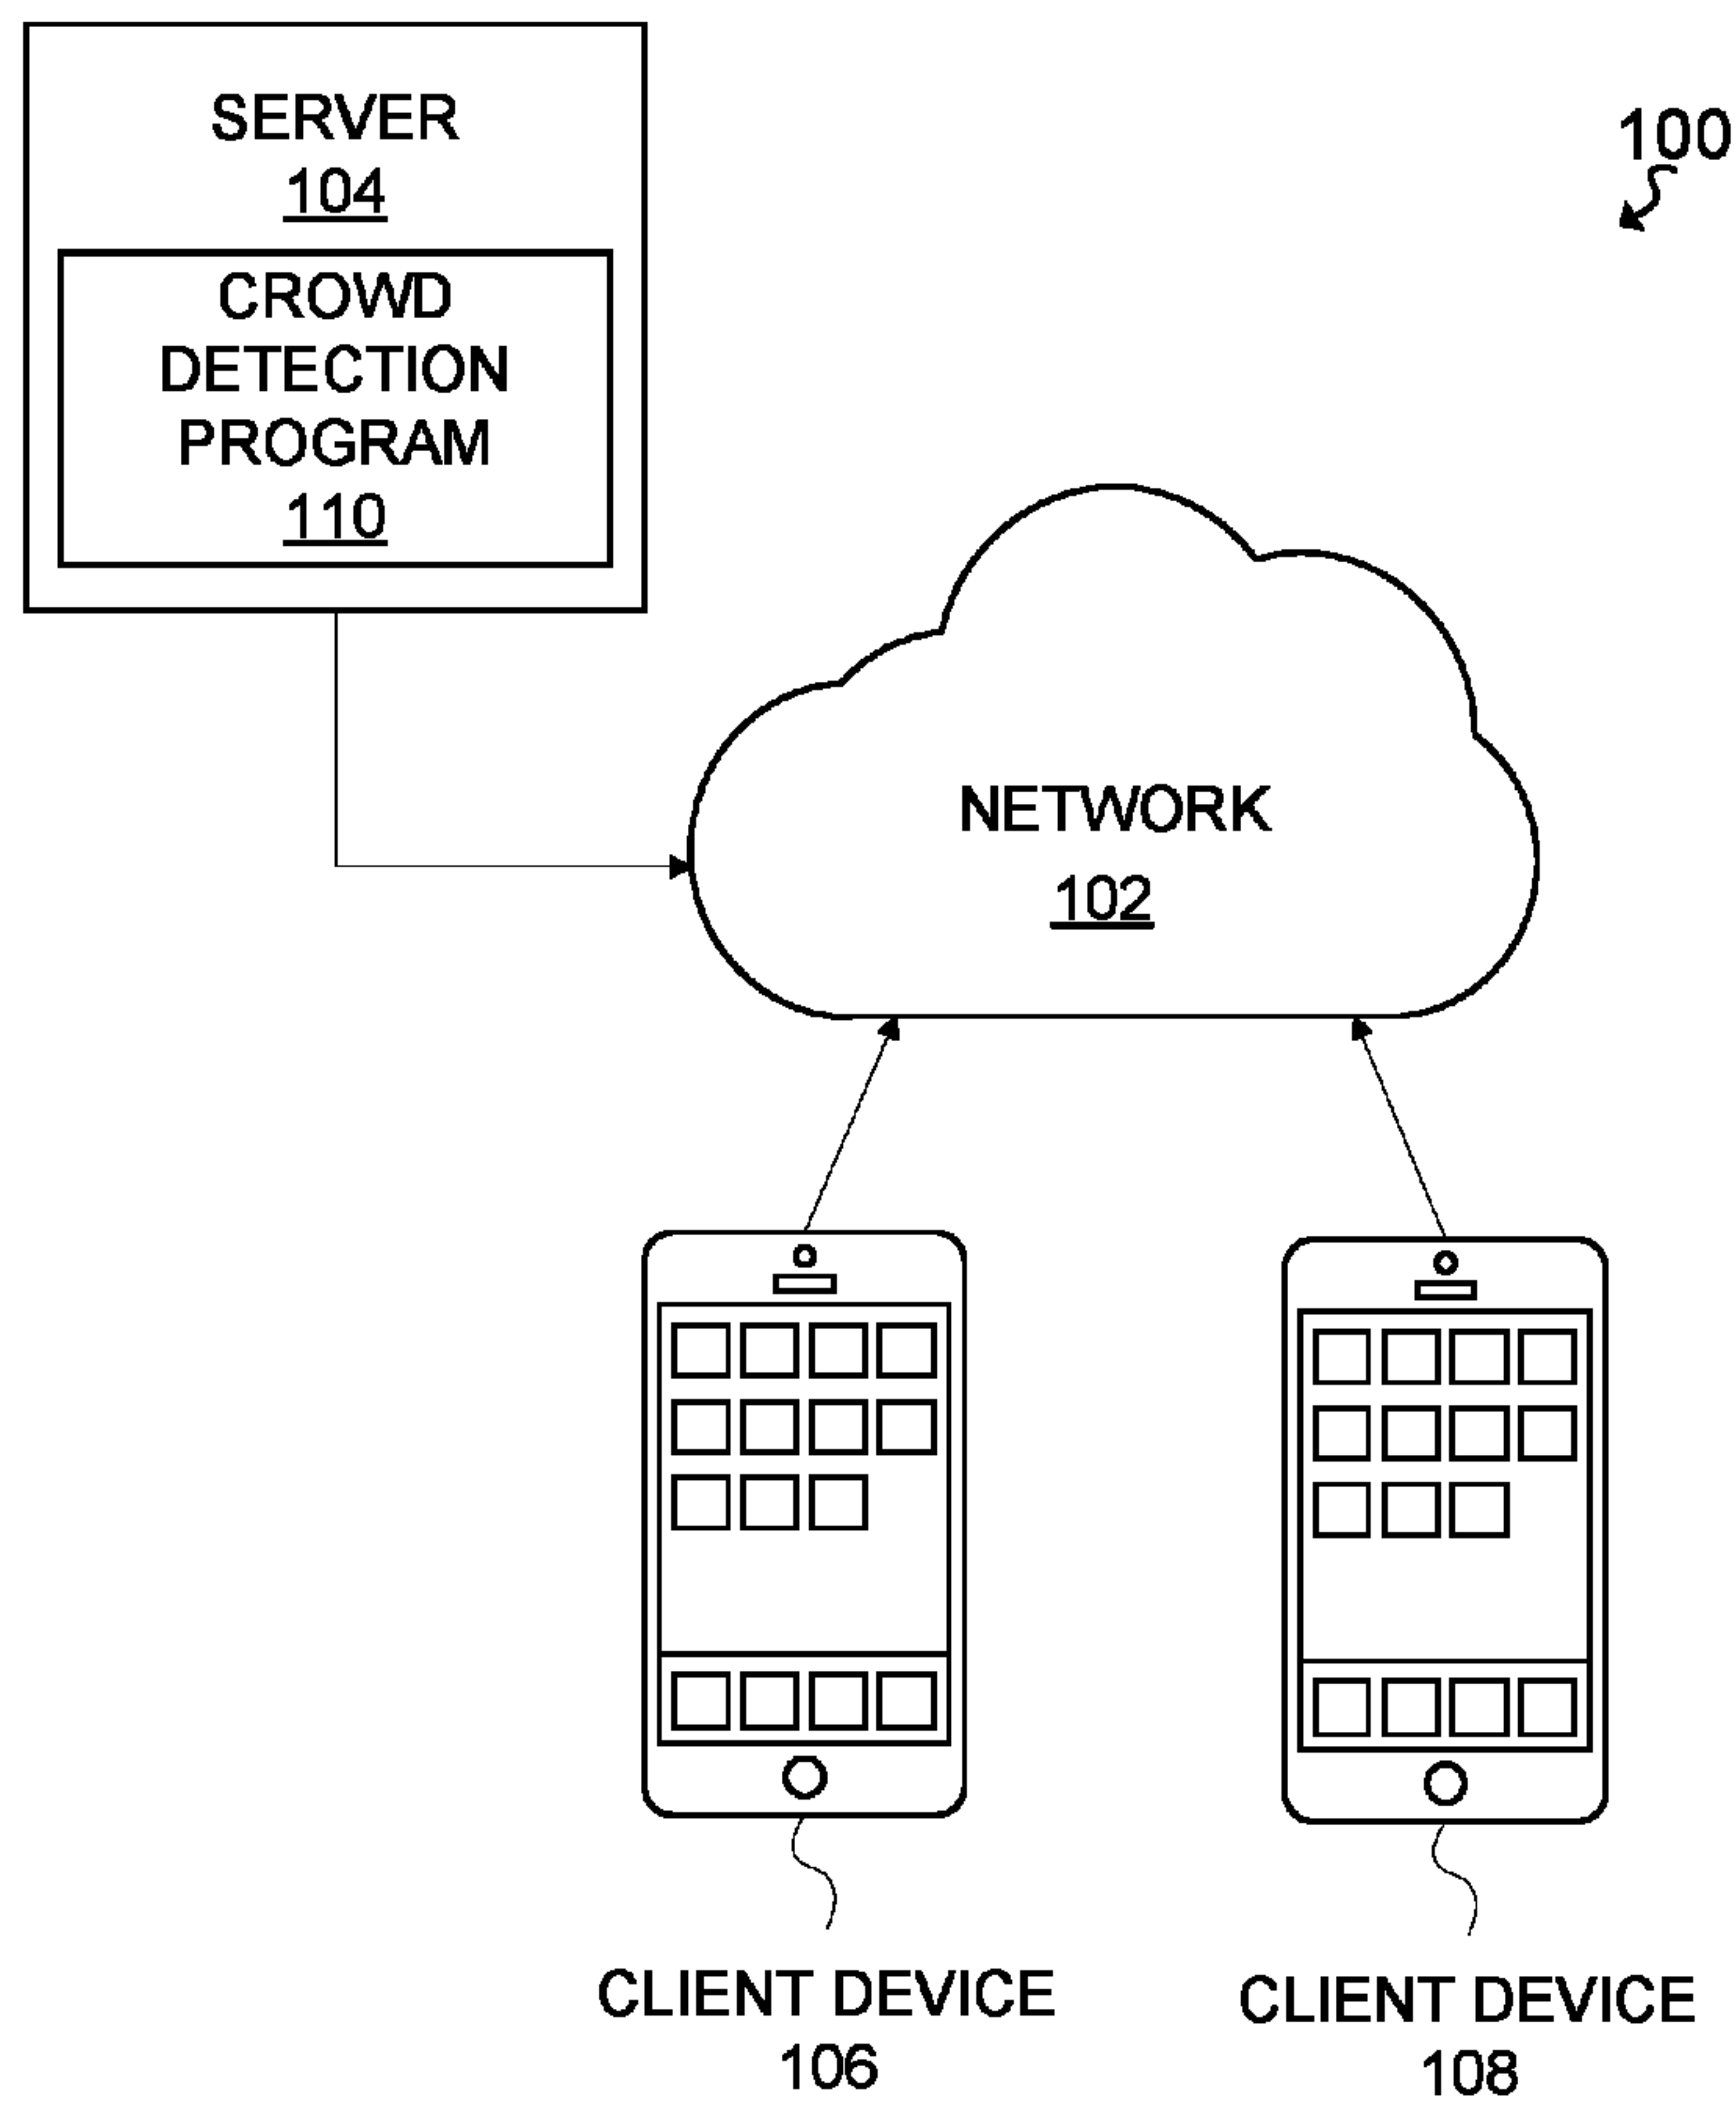 SERVER
104
CROWD
DETECTION
PROGRAM
110
100
NETWORK
102
CLIENT DEVICE
106
CLIENT DEVICE
108